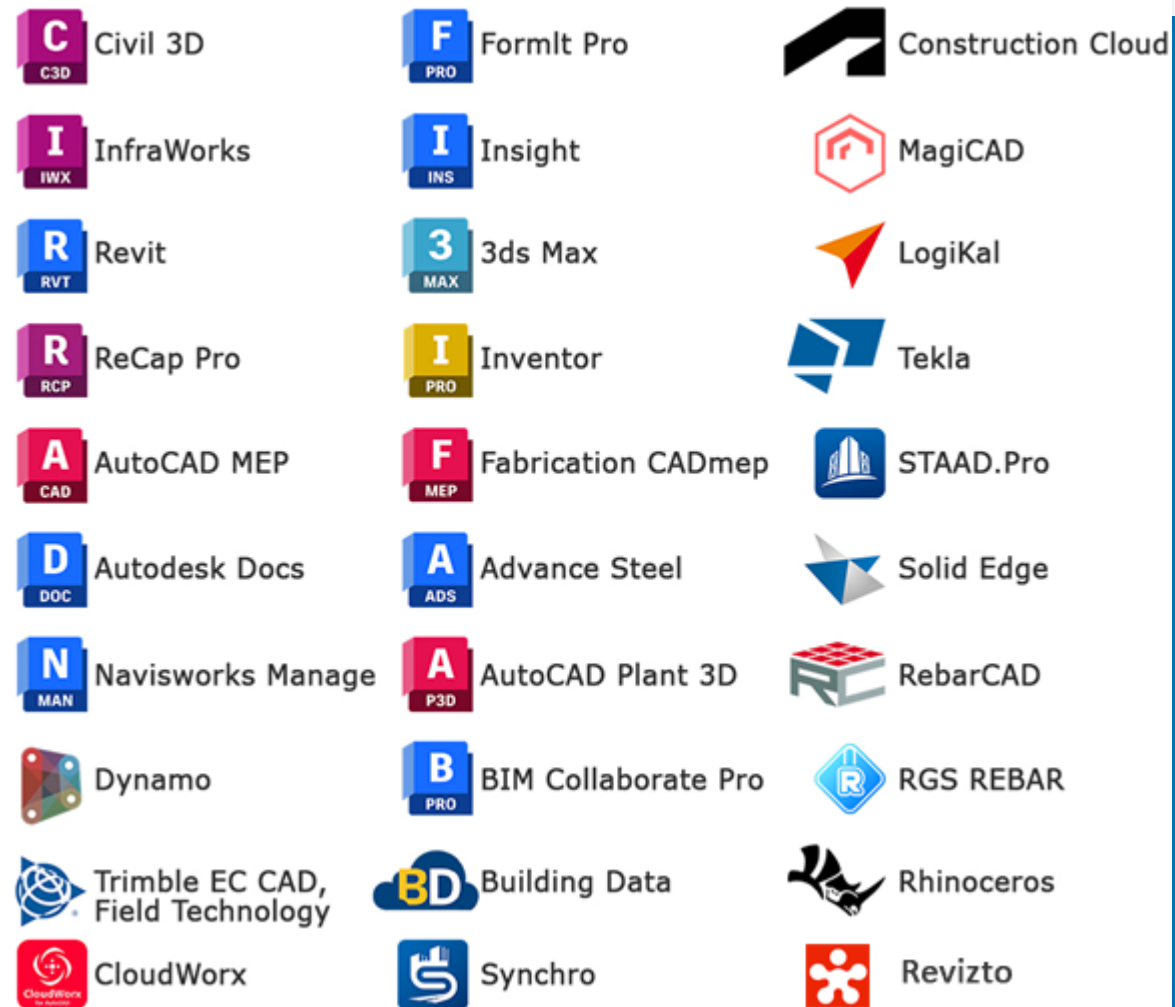 C Civil 3D F FormIt Pro Construction Cloud
C3D PRO
I InfraWorks I Insight MagiCAD
IWX INS
R Revit 3 3ds Max LogiKal
RVT MAX
R ReCap Pro I Inventor Tekla
RCP PRO
A AutoCAD MEP F Fabrication CADmep STAAD.Pro
CAD MEP
D Autodesk Docs A Advance Steel Solid Edge
DOC ADS
N Navisworks Manage A AutoCAD Plant 3D RC RebarCAD
MAN P3D
Dynamo B BIM Collaborate Pro R RGS REBAR
PRO
Trimble EC CAD, BD Building Data Rhinoceros
Field Technology
CloudWorx S Synchro Revizto
CloudWorx
for AutoCAD